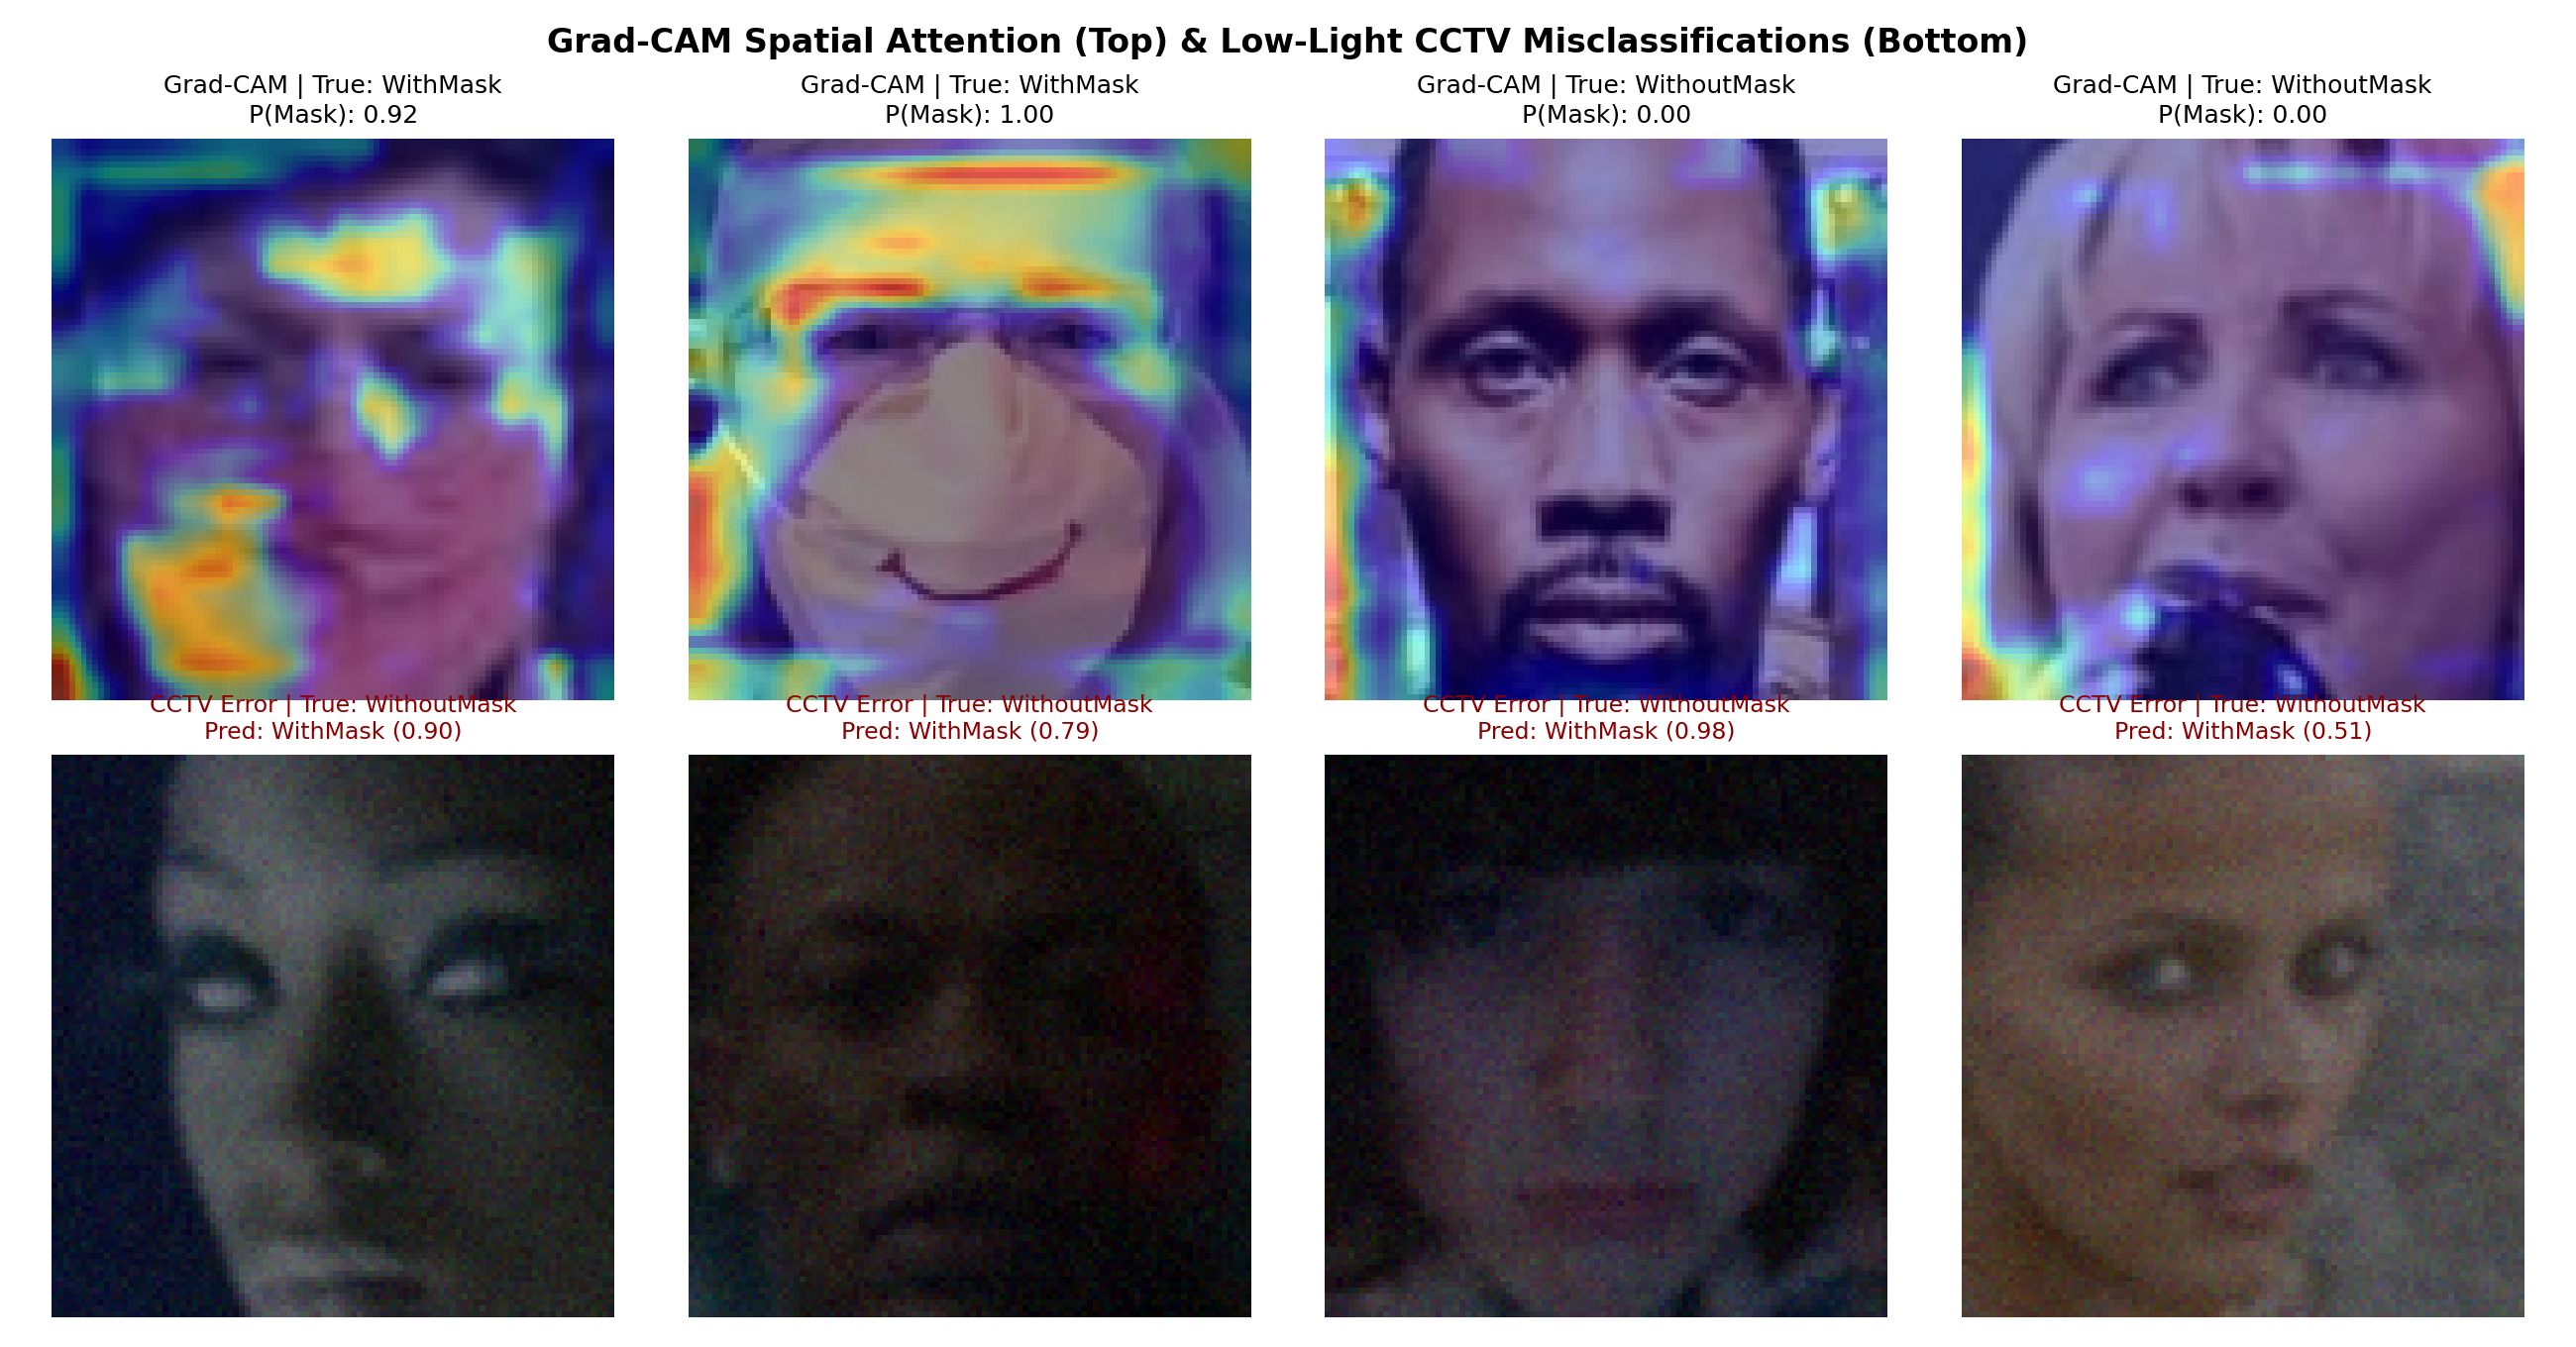 Grad-CAM Spatial Attention (Top) & Low-Light CCTV Misclassifications (Bottom)
Grad-CAM | True: WithMask
P(Mask): 0.92
Grad-CAM | True: WithMask
P(Mask): 1.00
Grad-CAM | True: WithoutMask
P(Mask): 0.00
Grad-CAM | True: WithoutMask
P(Mask): 0.00
CCTV Error | True: WithoutMask
Pred: WithMask (0.90)
CCTV Error | True: WithoutMask
Pred: WithMask (0.79)
CCTV Error | True: WithoutMask
Pred: WithMask (0.98)
CCTV Error | True: WithoutMask
Pred: WithMask (0.51)